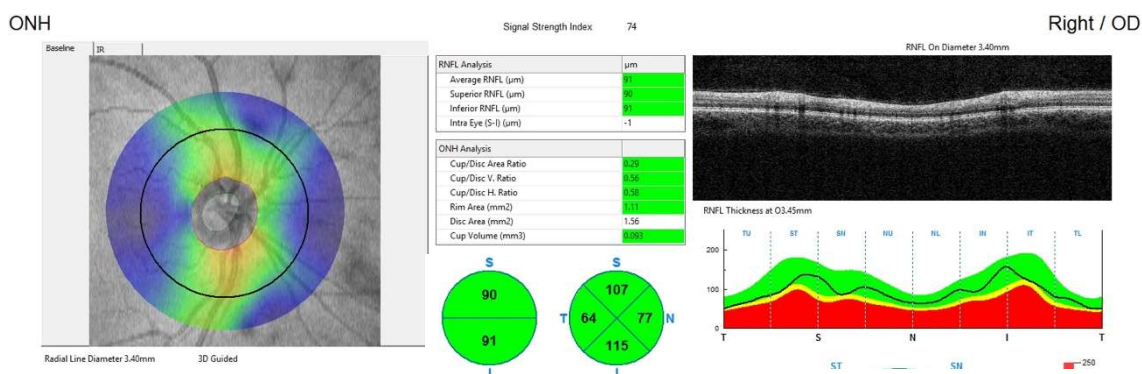 ONH
Signal Strength Index 74
Right / OD
Baseline IR
RNFL On Diameter 3.40mm
RNFL Analysis µm
Average RNFL (µm) 91
Superior RNFL (µm) 90
Inferior RNFL (µm) 91
Intra Eye (S-I) (µm) -1
ONH Analysis
Cup/Disc Area Ratio 0.29
Cup/Disc V. Ratio 0.56
Cup/Disc H. Ratio 0.58
Rim Area (mm2) 1.11
Disc Area (mm2) 1.56
Cup Volume (mm3) 0.093
RNFL Thickness at O3.45mm
TU ST SN NU NL IN IT TL
200
100
0
T S N I T
S
90
91
I
S
107
T 64 77 N
115
I
Radial Line Diameter 3.40mm 3D Guided
ST SN
250